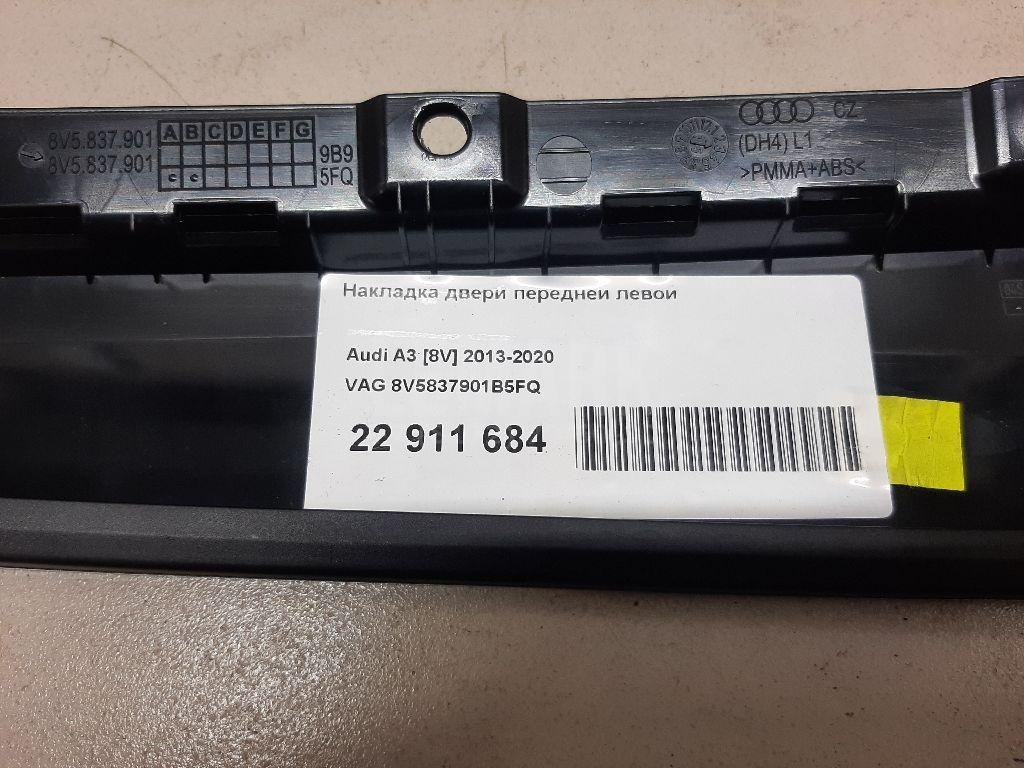 8V5.837.901 A B C D E F G 9B9
8V5.837.901 5FQ
CZ
(DH4) L1
>PMMA+ABS<
Накладка двери передней левой
Audi A3 [8V] 2013-2020
VAG 8V5837901B5FQ
22 911 684